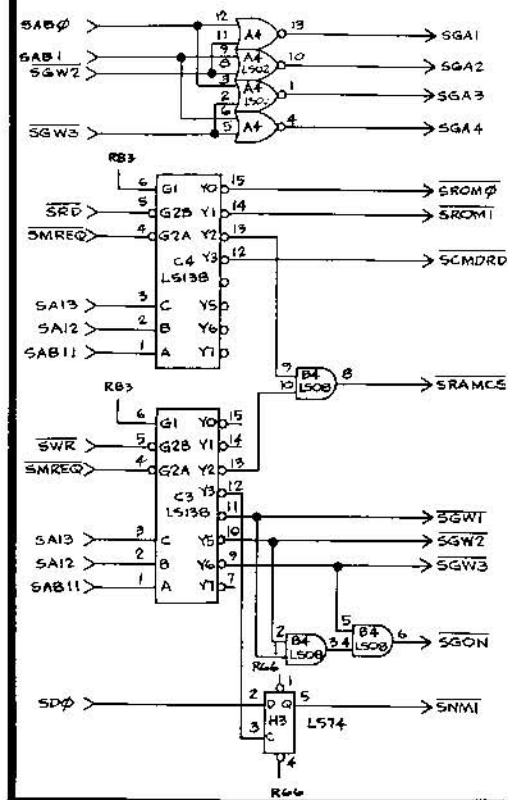 SABØ 12 13 SGA1
11 A4
SAB1 9 A4 10 SGA2
SGW2 8 LS02
3 A4 1 SGA3
2
6
SGW3 5 A4 4 SGA4
RB3
6 G1 Y0 15 SROMØ
SRD 5 G2B Y1 14 SROM1
SMREQ 4 G2A Y2 13
C4 Y3 12 SCMDRD
LS138
SA13 3 C Y5
SA12 2 B Y6
SAB11 1 A Y7
9 B4 8 SRAMCS
10 LS08
RB3
6 G1 Y0 15
SWR 5 G2B Y1 14
SMREQ 4 G2A Y2 13
C3 Y3 12
LS138 11 SGW1
SA13 3 C Y5 10 SGW2
SA12 2 B Y6 9 SGW3
SAB11 1 A Y7 7
5 B4 6 SGON
2 B4 3 4 LS08
1 LS08
R66
1
SDØ 2 D Q 5 SNMI
H3 LS74
3 C
4
R66